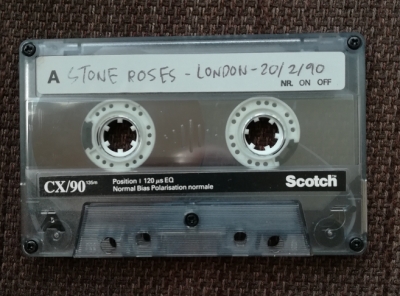 A STONE ROSES - LONDON - 20/2/90
NR. ON OFF
CX/90 135m Position I 120 µs EQ Scotch
Normal Bias Polarisation normale